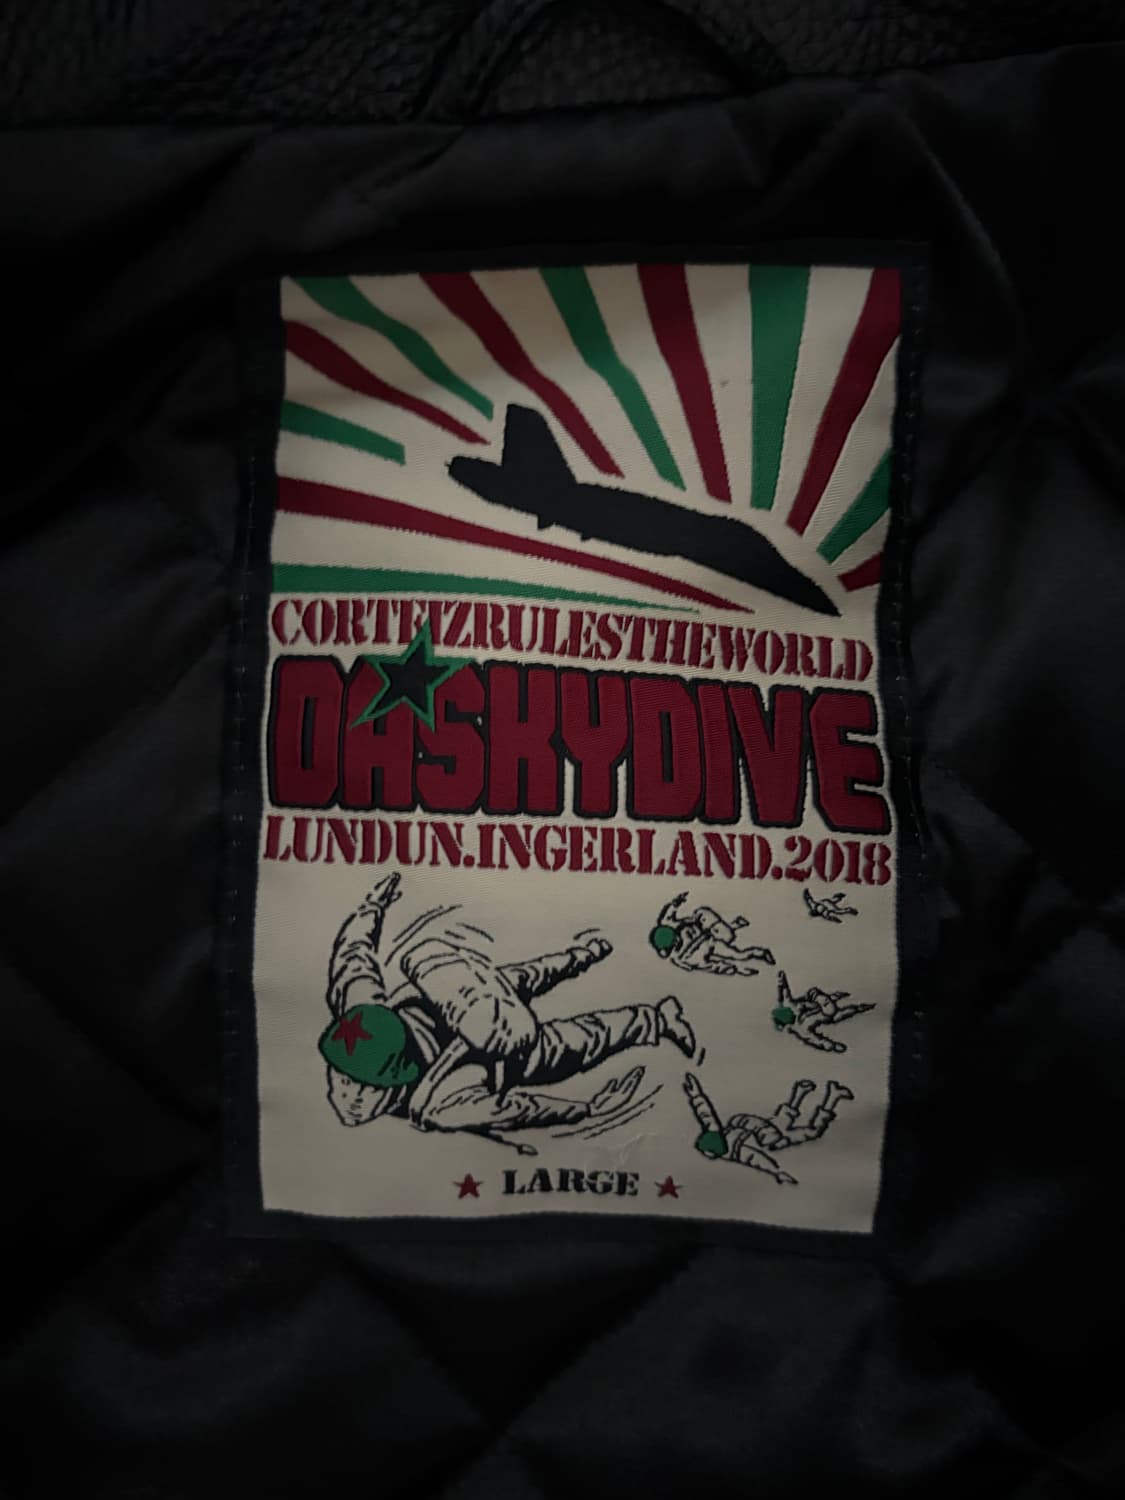 CORTEIZRULESTHEWORLD
DASKYDIVE
LUNDUN.INGERLAND.2018
★ LARGE ★